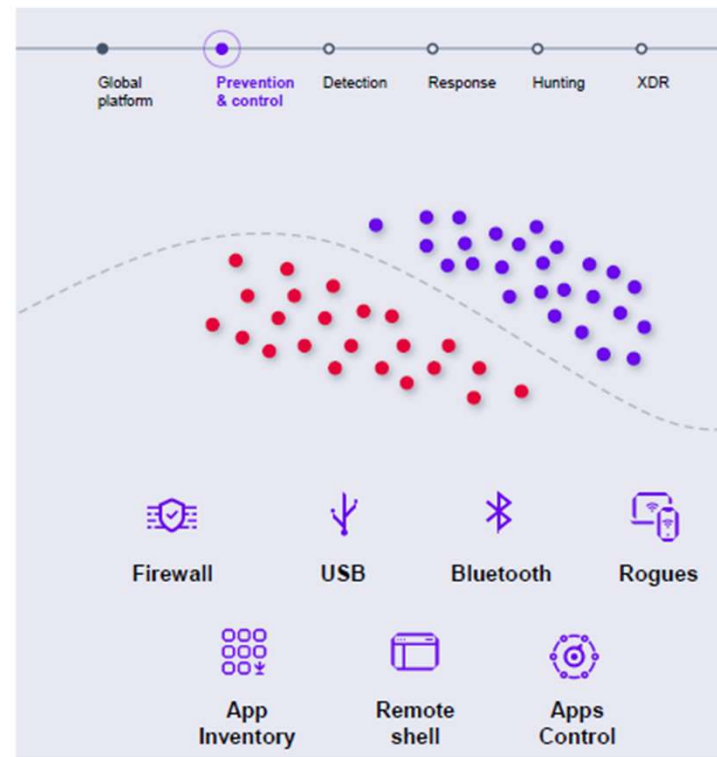 Global
platform
Prevention
& control
Detection
Response
Hunting
XDR
Firewall
USB
Bluetooth
Rogues
App
Inventory
Remote
shell
Apps
Control